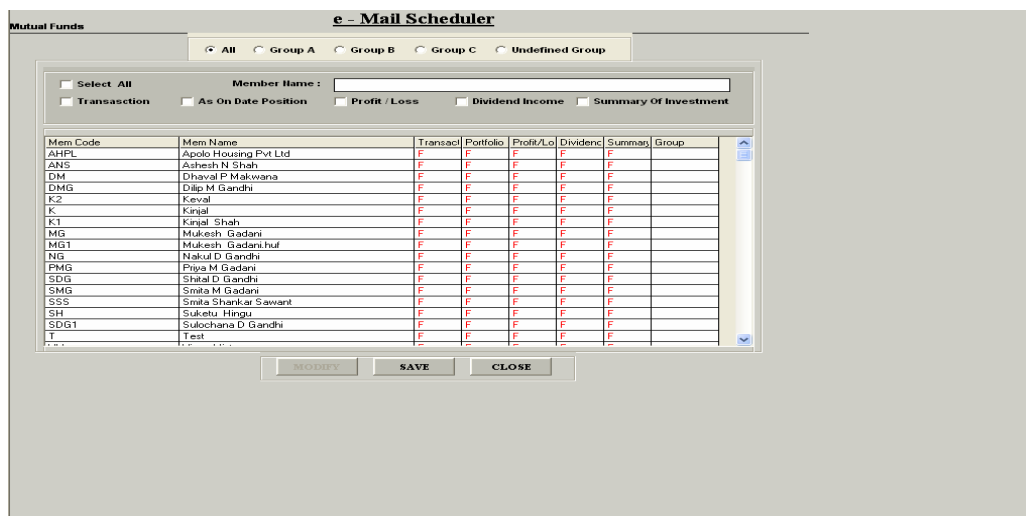 e - Mail Scheduler
Mutual Funds
All Group A Group B Group C Undefined Group
Select All Member Name :
Transasction As On Date Position Profit / Loss Dividend Income Summary Of Investment
Mem Code Mem Name Transact Portfolio Profit/Lo Dividenc Summary Group
AHPL Apolo Housing Pvt Ltd F F F F F
ANS Ashesh N Shah F F F F F
DM Dhaval P Makwana F F F F F
DMG Dilip M Gandhi F F F F F
K2 Keval F F F F F
K Kinjal F F F F F
K1 Kinjal Shah F F F F F
MG Mukesh Gadani F F F F F
MG1 Mukesh Gadani.huf F F F F F
NG Nakul D Gandhi F F F F F
PMG Priya M Gadani F F F F F
SDG Shital D Gandhi F F F F F
SMG Smita M Gadani F F F F F
SSS Smita Shankar Sawant F F F F F
SH Suketu Hingu F F F F F
SDG1 Sulochana D Gandhi F F F F F
T Test F F F F F
MODIFY SAVE CLOSE